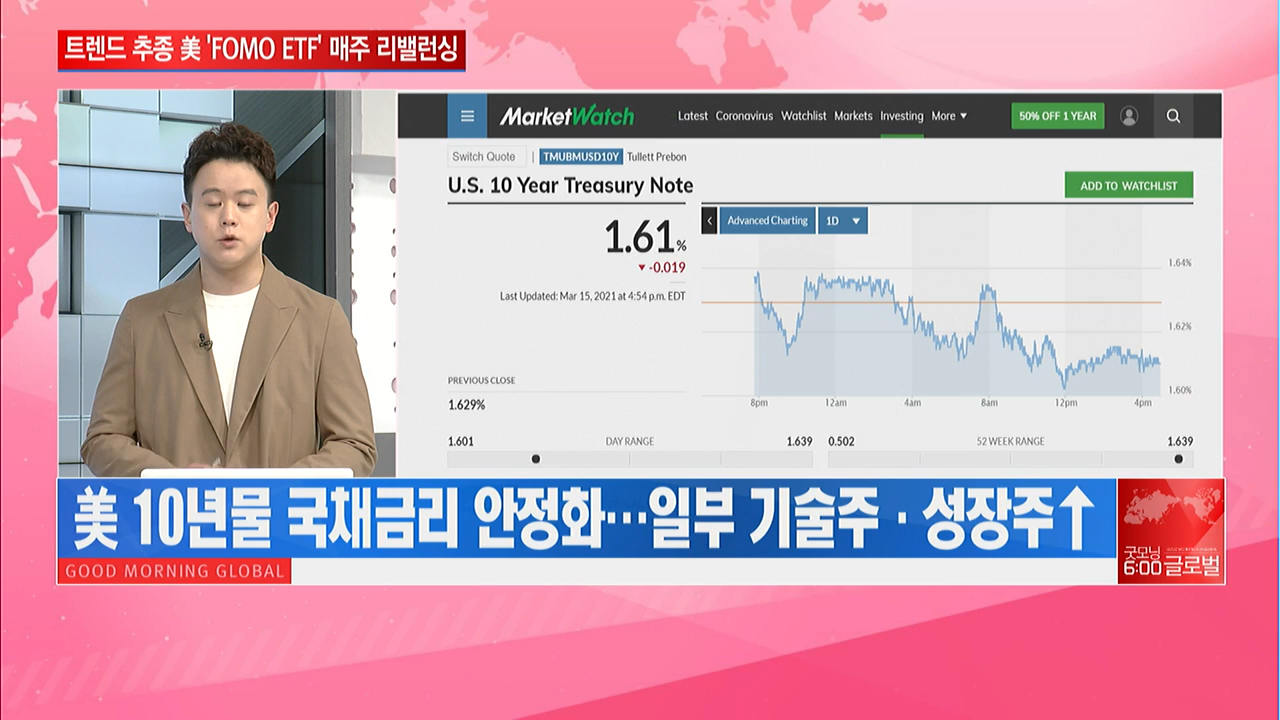 트렌드 추종 美 'FOMO ETF' 매주 리밸런싱
MarketWatch
Latest Coronavirus Watchlist Markets Investing More
50% OFF 1 YEAR
Switch Quote | TMUBMUSD10Y Tullett Prebon
U.S. 10 Year Treasury Note
ADD TO WATCHLIST
1.61%
-0.019
Last Updated: Mar 15, 2021 at 4:54 p.m. EDT
PREVIOUS CLOSE
1.629%
Advanced Charting 1D
1.64%
1.62%
1.60%
8pm 12am 4am 8am 12pm 4pm
1.601 DAY RANGE 1.639
0.502 52 WEEK RANGE 1.639
美 10년물 국채금리 안정화…일부 기술주·성장주↑
GOOD MORNING GLOBAL
굿모닝
6:00 글로벌